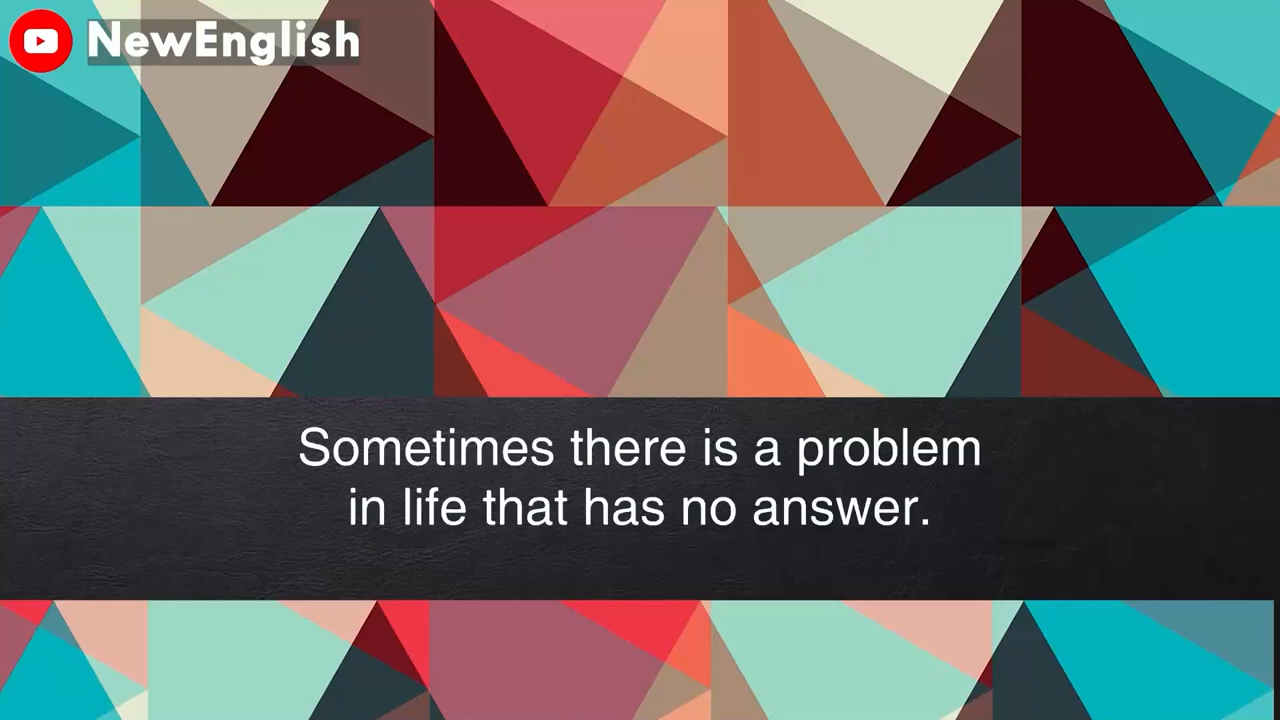 NewEnglish
Sometimes there is a problem
in life that has no answer.